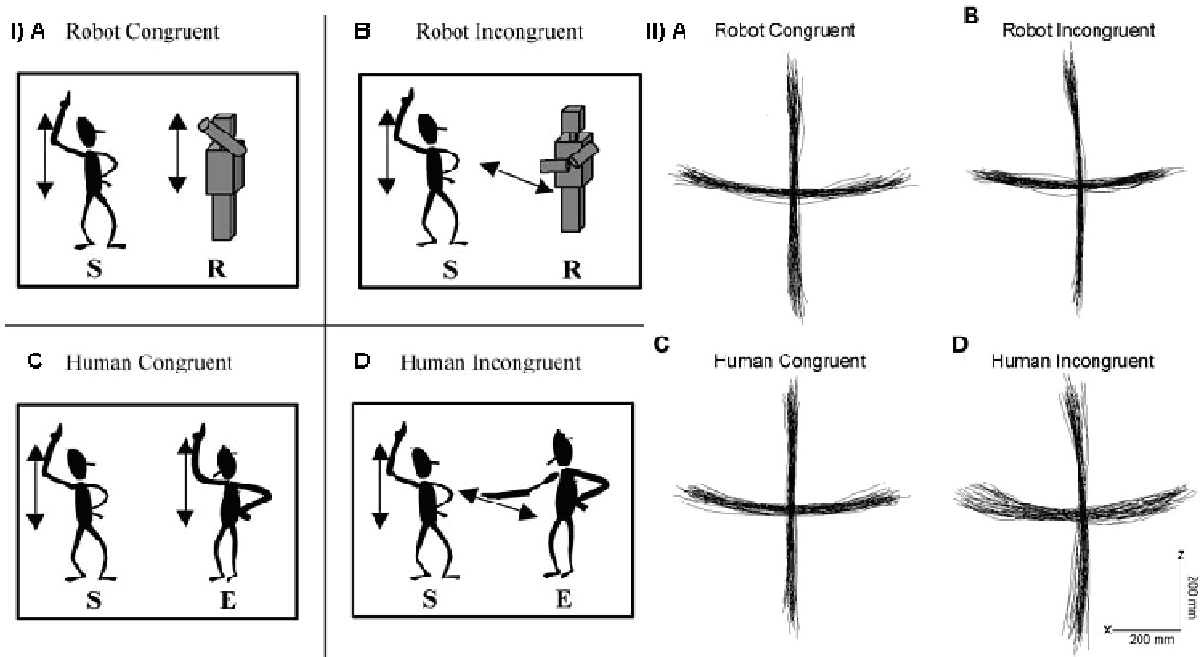 I) A Robot Congruent
S R
B Robot Incongruent
S R
C Human Congruent
S E
D Human Incongruent
S E
II) A
Robot Congruent
B
Robot Incongruent
C
Human Congruent
D
Human Incongruent
z
200 mm
x
200 mm